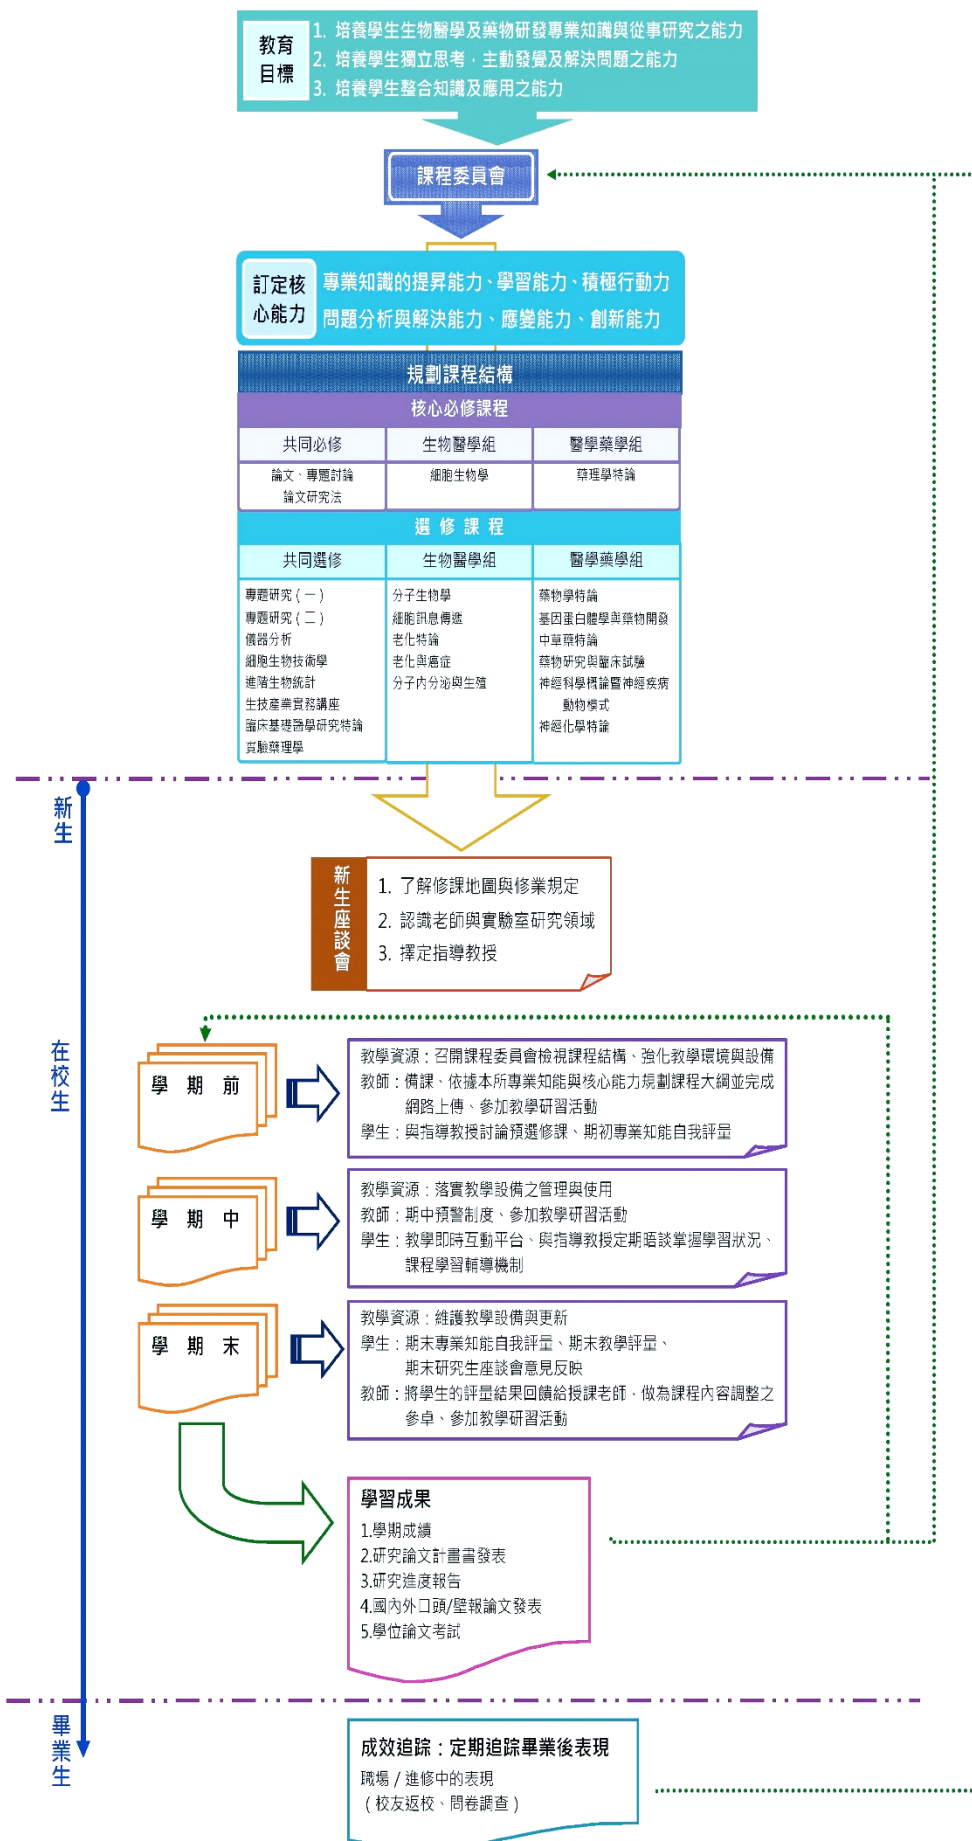 教育
目標
1. 培養學生生物醫學及藥物研發專業知識與從事研究之能力
2. 培養學生獨立思考，主動發覺及解決問題之能力
3. 培養學生整合知識及應用之能力
課程委員會
訂定核
心能力
專業知識的提昇能力、學習能力、積極行動力
問題分析與解決能力、應變能力、創新能力
規劃課程結構
核心必修課程
共同必修
生物醫學組
醫學藥學組
論文、專題討論
論文研究法
細胞生物學
藥理學特論
選修課程
共同選修
生物醫學組
醫學藥學組
專題研究（一）
專題研究（二）
儀器分析
細胞生物技術學
進階生物統計
生技產業實務講座
臨床基礎醫學研究特論
實驗藥理學
分子生物學
細胞訊息傳遞
老化特論
老化與癌症
分子內分泌與生殖
藥物學特論
基因蛋白體學與藥物開發
中草藥特論
藥物研究與臨床試驗
神經科學概論暨神經疾病
動物模式
神經化學特論
新生
新生座談會
1. 了解修課地圖與修業規定
2. 認識老師與實驗室研究領域
3. 擇定指導教授
在校生
學期前
教學資源：召開課程委員會檢視課程結構、強化教學環境與設備
教師：備課、依據本所專業知能與核心能力規劃課程大綱並完成
網路上傳、參加教學研習活動
學生：與指導教授討論預選修課、期初專業知能自我評量
學期中
教學資源：落實教學設備之管理與使用
教師：期中預警制度、參加教學研習活動
學生：教學即時互動平台、與指導教授定期晤談掌握學習狀況、
課程學習輔導機制
學期末
教學資源：維護教學設備與更新
學生：期末專業知能自我評量、期末教學評量、
期末研究生座談會意見反映
教師：將學生的評量結果回饋給授課老師，做為課程內容調整之
參卓、參加教學研習活動
學習成果
1.學期成績
2.研究論文計畫書發表
3.研究進度報告
4.國內外口頭/壁報論文發表
5.學位論文考試
畢業生
成效追踪：定期追踪畢業後表現
職場 / 進修中的表現
（校友返校、問卷調查）